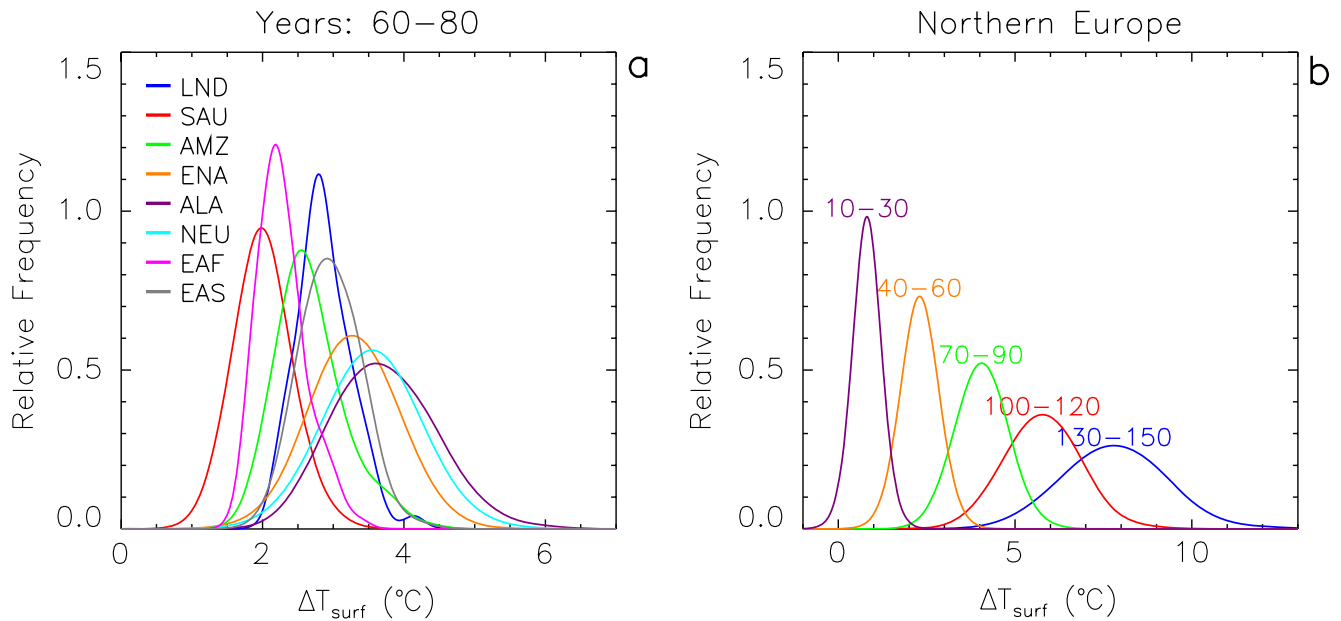 Years: 60−80
a
1.5
1.0
0.5
0.0
Relative Frequency
LND
SAU
AMZ
ENA
ALA
NEU
EAF
EAS
0 2 4 6
ΔTsurf (°C)
Northern Europe
b
1.5
1.0
0.5
0.0
Relative Frequency
10−30
40−60
70−90
100−120
130−150
0 5 10
ΔTsurf (°C)